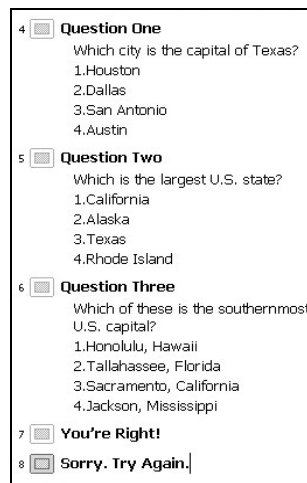 4 Question One
Which city is the capital of Texas?
1.Houston
2.Dallas
3.San Antonio
4.Austin
5 Question Two
Which is the largest U.S. state?
1.California
2.Alaska
3.Texas
4.Rhode Island
6 Question Three
Which of these is the southernmost
U.S. capital?
1.Honolulu, Hawaii
2.Tallahassee, Florida
3.Sacramento, California
4.Jackson, Mississippi
7 You're Right!
8 Sorry. Try Again.